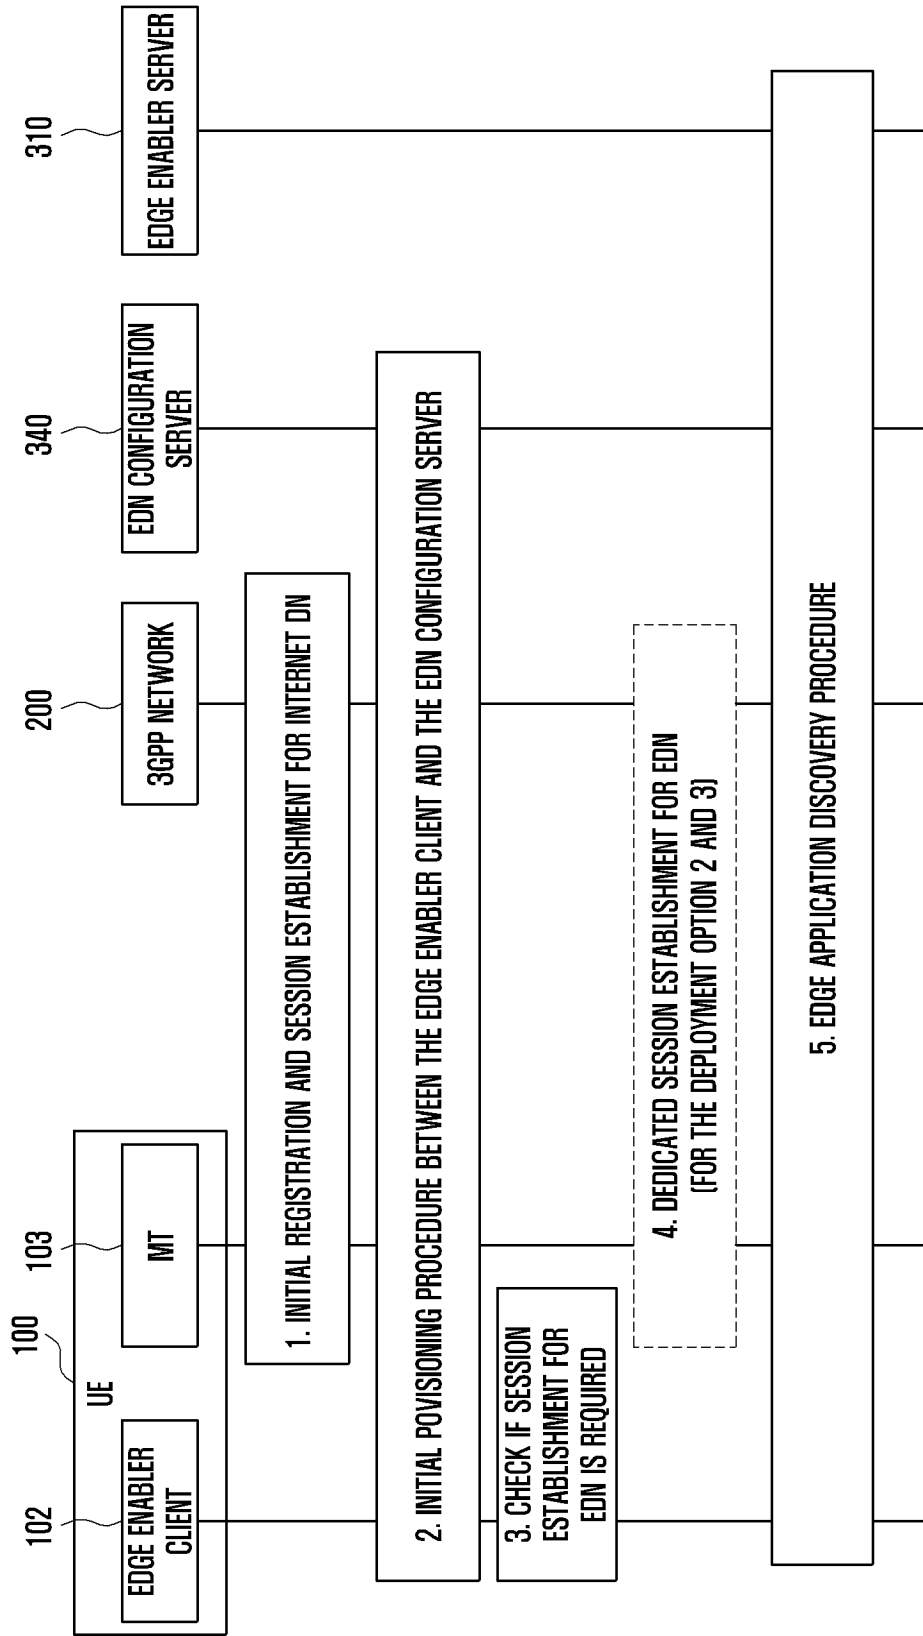 100
UE
102
EDGE ENABLER
CLIENT
103
MT
200
3GPP NETWORK
340
EDN CONFIGURATION
SERVER
310
EDGE ENABLER SERVER
1. INITIAL REGISTRATION AND SESSION ESTABLISHMENT FOR INTERNET DN
2. INITIAL POVISIONING PROCEDURE BETWEEN THE EDGE ENABLER CLIENT AND THE EDN CONFIGURATION SERVER
3. CHECK IF SESSION
ESTABLISHMENT FOR
EDN IS REQUIRED
4. DEDICATED SESSION ESTABLISHMENT FOR EDN
(FOR THE DEPLOYMENT OPTION 2 AND 3)
5. EDGE APPLICATION DISCOVERY PROCEDURE